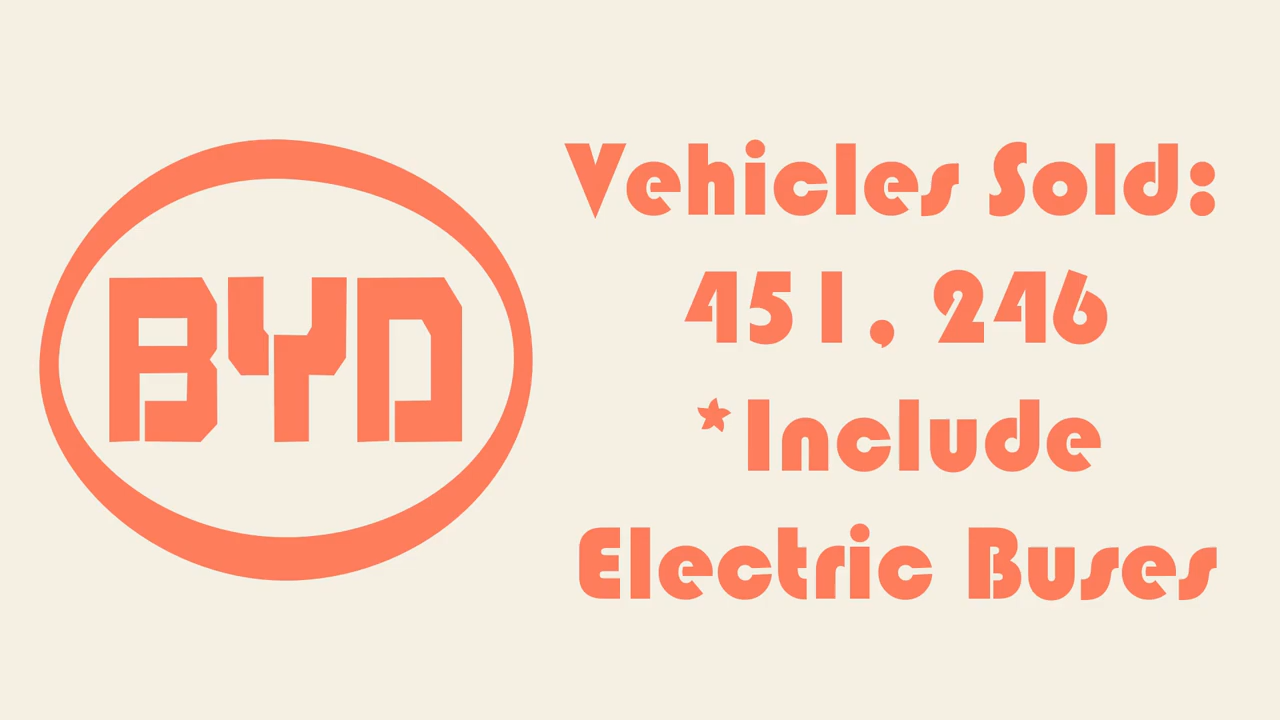 BYD
Vehicles Sold:
451, 246
*Include
Electric Buses